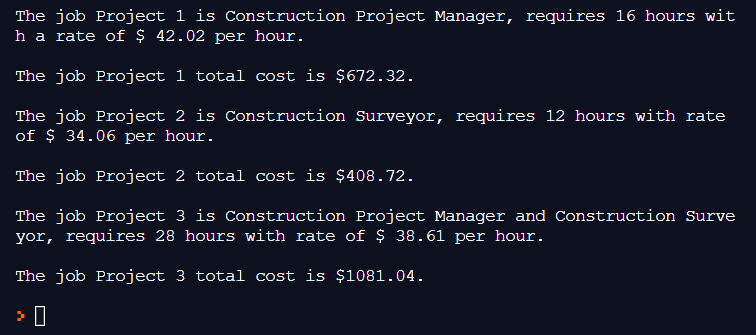 The job Project 1 is Construction Project Manager, requires 16 hours wit
h a rate of $ 42.02 per hour.
The job Project 1 total cost is $672.32.
The job Project 2 is Construction Surveyor, requires 12 hours with rate
of $ 34.06 per hour.
The job Project 2 total cost is $408.72.
The job Project 3 is Construction Project Manager and Construction Surve
yor, requires 28 hours with rate of $ 38.61 per hour.
The job Project 3 total cost is $1081.04.
>